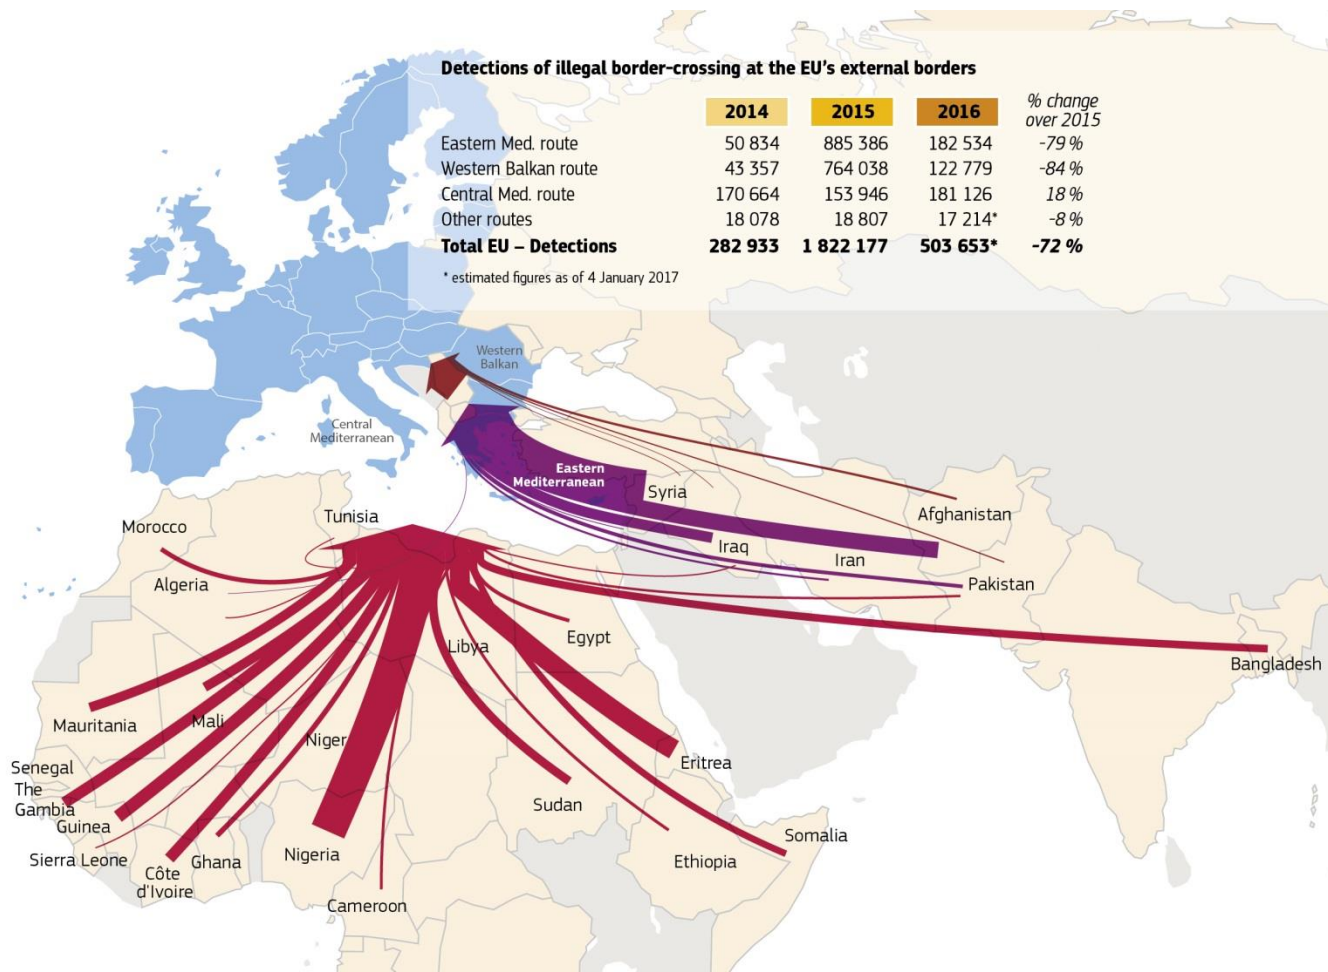 Detections of illegal border-crossing at the EU's external borders
2014 2015 2016 % change
over 2015
Eastern Med. route 50 834 885 386 182 534 -79 %
Western Balkan route 43 357 764 038 122 779 -84 %
Central Med. route 170 664 153 946 181 126 18 %
Other routes 18 078 18 807 17 214* -8 %
Total EU – Detections 282 933 1 822 177 503 653* -72 %
* estimated figures as of 4 January 2017
Western
Balkan
Central
Mediterranean
Eastern
Mediterranean
Syria
Afghanistan
Morocco
Tunisia
Iraq
Iran
Algeria
Pakistan
Egypt
Libya
Bangladesh
Mauritania
Mali
Niger
Eritrea
Senegal
The
Gambia
Guinea
Sudan
Somalia
Sierra Leone
Ghana
Nigeria
Ethiopia
Côte
d'Ivoire
Cameroon